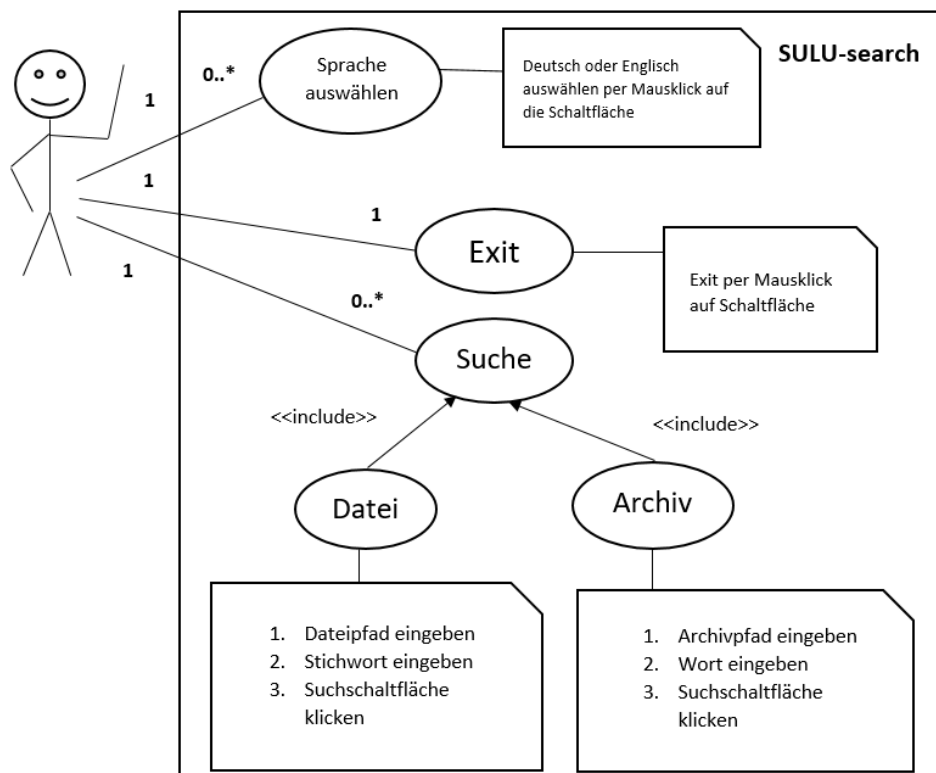 SULU-search
1
0..*
Sprache
auswählen
Deutsch oder Englisch
auswählen per Mausklick auf
die Schaltfläche
1
1
Exit
Exit per Mausklick
auf Schaltfläche
1
0..*
Suche
<<include>>
<<include>>
Datei
Archiv
1. Dateipfad eingeben
2. Stichwort eingeben
3. Suchschaltfläche
klicken
1. Archivpfad eingeben
2. Wort eingeben
3. Suchschaltfläche
klicken